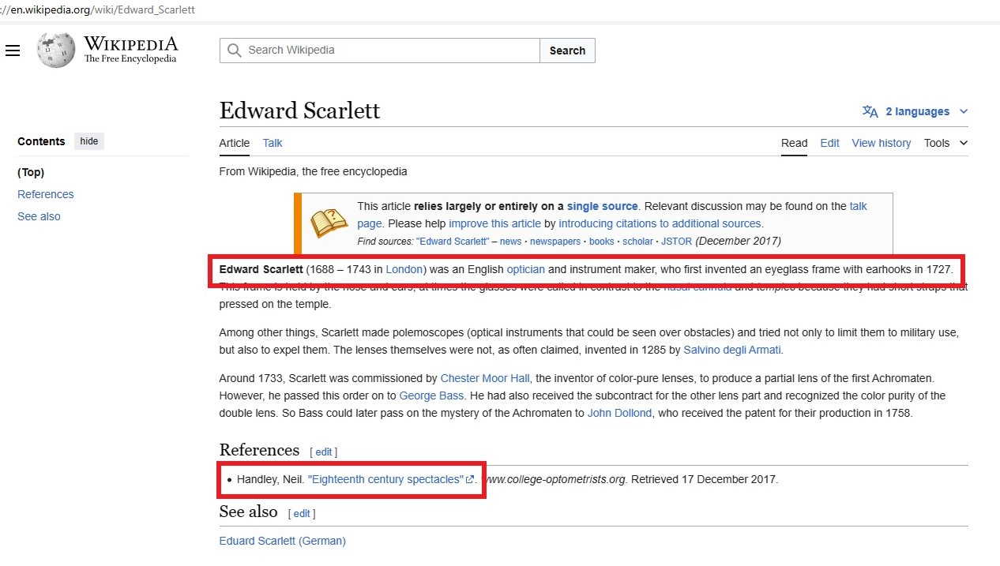 ://en.wikipedia.org/wiki/Edward_Scarlett
WIKIPEDIA
The Free Encyclopedia
Search Wikipedia
Search
Edward Scarlett
2 languages
Contents hide
Article Talk
Read Edit View history Tools
(Top)
From Wikipedia, the free encyclopedia
References
See also
This article relies largely or entirely on a single source. Relevant discussion may be found on the talk
page. Please help improve this article by introducing citations to additional sources.
Find sources: "Edward Scarlett" – news · newspapers · books · scholar · JSTOR (December 2017)
Edward Scarlett (1688 – 1743 in London) was an English optician and instrument maker, who first invented an eyeglass frame with earhooks in 1727.
This frame is held by the nose and ears, at times the glasses were called in contrast to the nasal cannula and temples because they had short straps that
pressed on the temple.
Among other things, Scarlett made polemoscopes (optical instruments that could be seen over obstacles) and tried not only to limit them to military use,
but also to expel them. The lenses themselves were not, as often claimed, invented in 1285 by Salvino degli Armati.
Around 1733, Scarlett was commissioned by Chester Moor Hall, the inventor of color-pure lenses, to produce a partial lens of the first Achromaten.
However, he passed this order on to George Bass. He had also received the subcontract for the other lens part and recognized the color purity of the
double lens. So Bass could later pass on the mystery of the Achromaten to John Dollond, who received the patent for their production in 1758.
References [ edit ]
• Handley, Neil. "Eighteenth century spectacles". www.college-optometrists.org. Retrieved 17 December 2017.
See also [ edit ]
Eduard Scarlett (German)